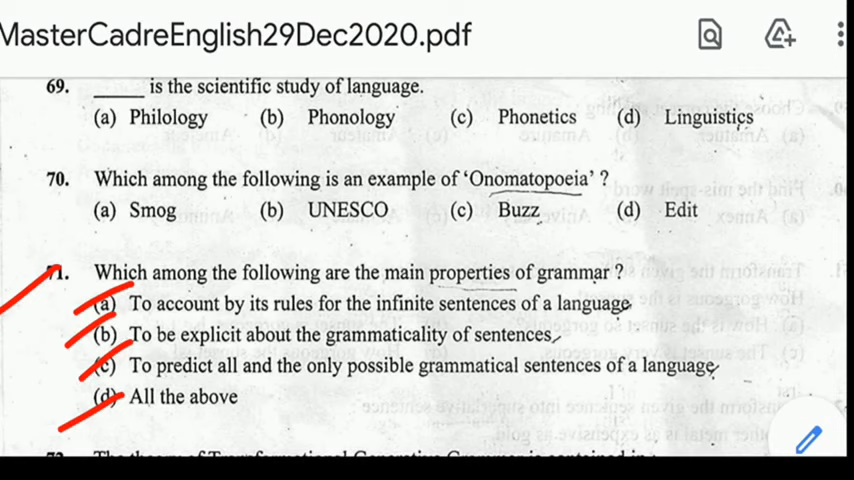 MasterCadreEnglish29Dec2020.pdf
69. _____ is the scientific study of language.
(a) Philology (b) Phonology (c) Phonetics (d) Linguistics
70. Which among the following is an example of ‘Onomatopoeia’ ?
(a) Smog (b) UNESCO (c) Buzz (d) Edit
71. Which among the following are the main properties of grammar ?
(a) To account by its rules for the infinite sentences of a language
(b) To be explicit about the grammaticality of sentences
(c) To predict all and the only possible grammatical sentences of a language
(d) All the above